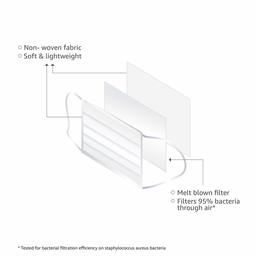 Non- woven fabric
Soft & lightweight
Melt blown filter
Filters 95% bacteria
through air*
* Tested for bacterial filtration efficiency on staphylococcus aureus bacteria